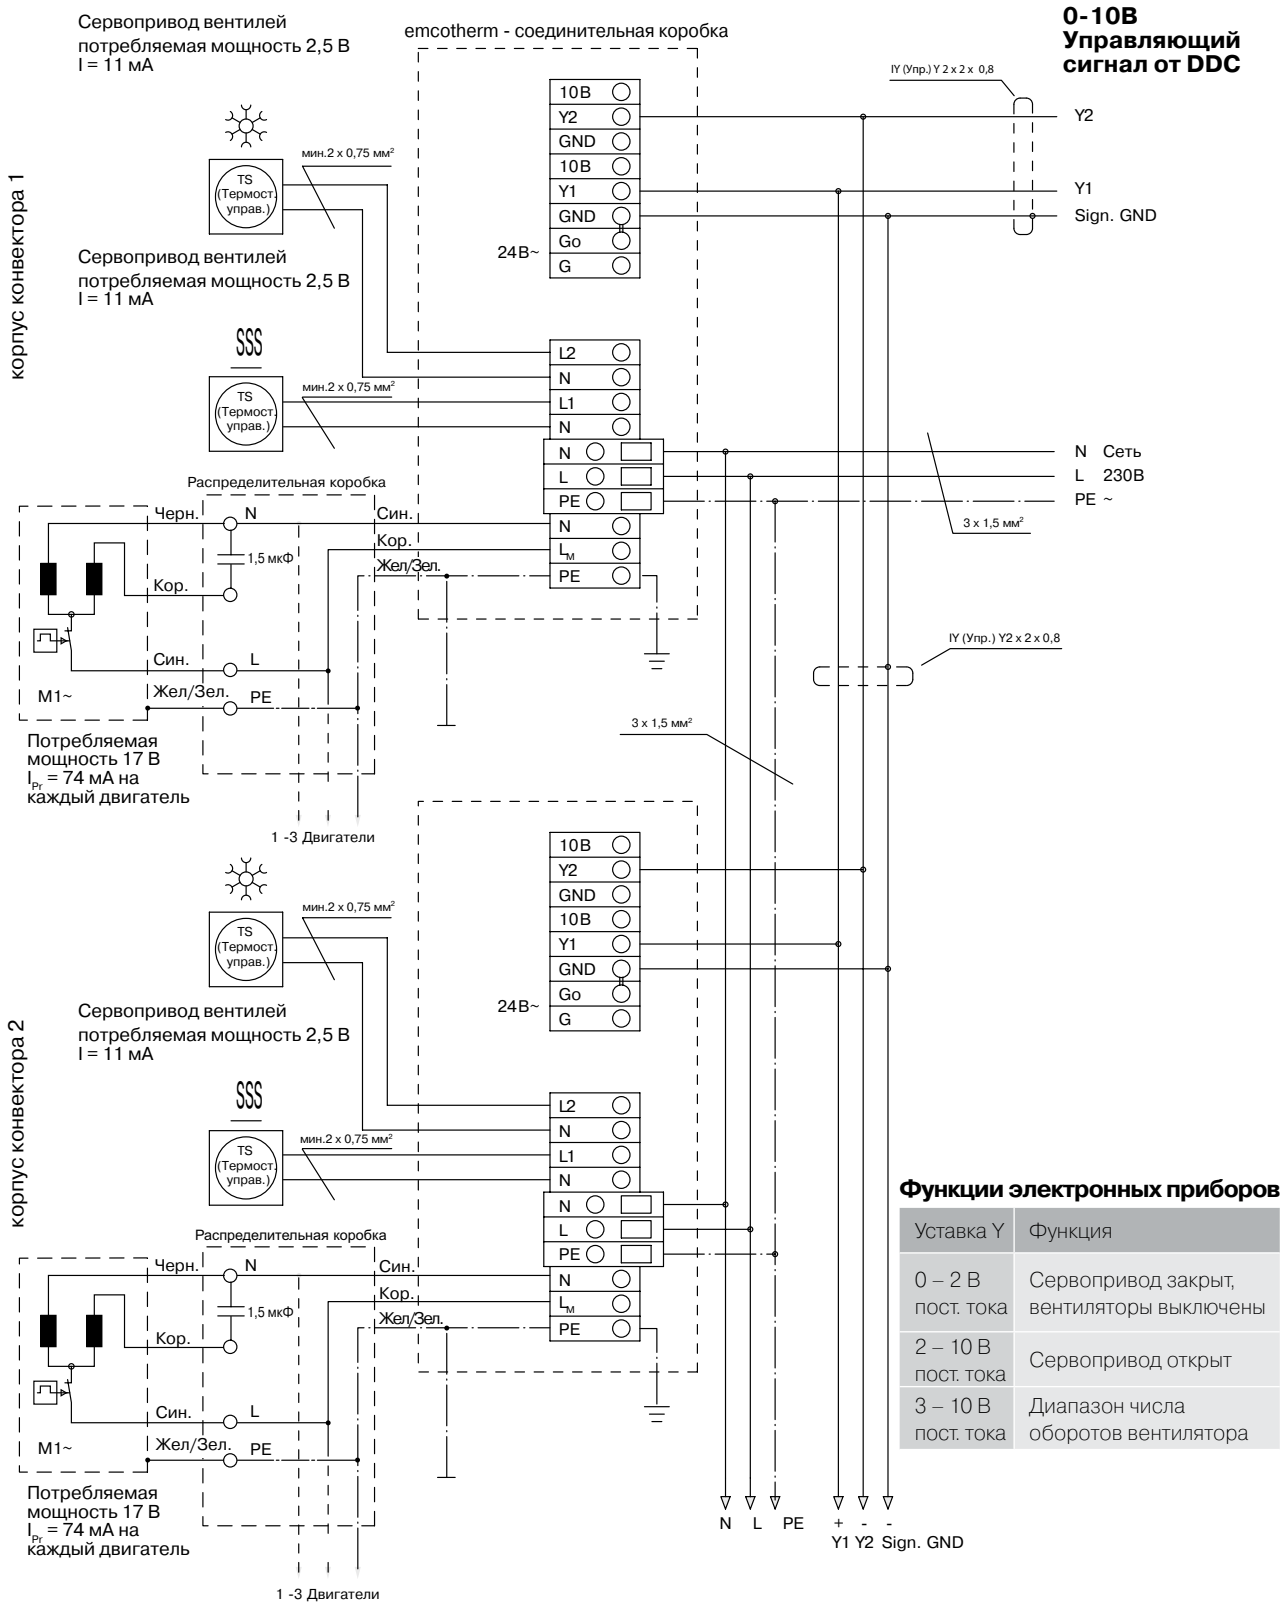 Сервопривод вентилей
потребляемая мощность 2,5 В
I = 11 мА
emcotherm - соединительная коробка
0-10В
Управляющий
сигнал от DDC
IY (Упр.) Y 2 x 2 x 0,8
10В
Y2
GND
10В
Y1
GND
Go
G
24В~
Y2
Y1
Sign. GND
мин.2 x 0,75 мм²
TS
(Термост.
управ.)
корпус конвектора 1
Сервопривод вентилей
потребляемая мощность 2,5 В
I = 11 мА
SSS
мин.2 x 0,75 мм²
TS
(Термост.
управ.)
L2
N
L1
N
N
L
PE
N
LM
PE
N Сеть
L 230В
PE ~
3 x 1,5 мм²
Распределительная коробка
Черн.
N
Син.
Кор.
1,5 мкФ
Жел/Зел.
Кор.
Син.
L
Жел/Зел.
PE
M1~
IY (Упр.) Y2 x 2 x 0,8
3 x 1,5 мм²
Потребляемая
мощность 17 В
IPr = 74 мА на
каждый двигатель
1 -3 Двигатели
10В
Y2
GND
10В
Y1
GND
Go
G
24В~
мин.2 x 0,75 мм²
TS
(Термост.
управ.)
корпус конвектора 2
Сервопривод вентилей
потребляемая мощность 2,5 В
I = 11 мА
SSS
мин.2 x 0,75 мм²
TS
(Термост.
управ.)
L2
N
L1
N
N
L
PE
N
LM
PE
Распределительная коробка
Черн.
N
Син.
Кор.
1,5 мкФ
Жел/Зел.
Кор.
Син.
L
Жел/Зел.
PE
M1~
Потребляемая
мощность 17 В
IPr = 74 мА на
каждый двигатель
1 -3 Двигатели
Функции электронных приборов
Уставка Y Функция
0 – 2 В Сервопривод закрыт,
пост. тока вентиляторы выключены
2 – 10 В
пост. тока Сервопривод открыт
3 – 10 В Диапазон числа
пост. тока оборотов вентилятора
N L PE + - -
Y1 Y2 Sign. GND